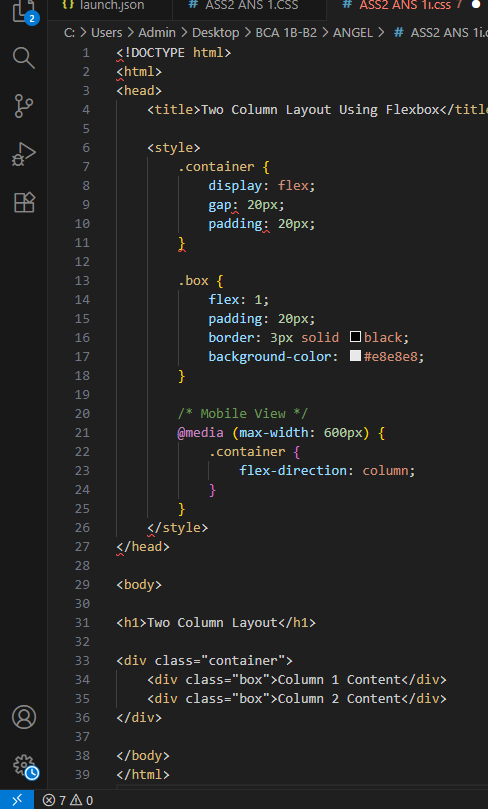 2
launch.json
# ASS2 ANS 1.CSS
# ASS2 ANS 1i.css 7
C: > Users > Admin > Desktop > BCA 1B-B2 > ANGEL > # ASS2 ANS 1i.c
1 <!DOCTYPE html>
2 <html>
3 <head>
4 <title>Two Column Layout Using Flexbox</titl
5
6 <style>
7 .container {
8 display: flex;
9 gap: 20px;
10 padding: 20px;
11 }
12
13 .box {
14 flex: 1;
15 padding: 20px;
16 border: 3px solid black;
17 background-color: #e8e8e8;
18 }
19
20 /* Mobile View */
21 @media (max-width: 600px) {
22 .container {
23 flex-direction: column;
24 }
25 }
26 </style>
27 </head>
28
29 <body>
30
31 <h1>Two Column Layout</h1>
32
33 <div class="container">
34 <div class="box">Column 1 Content</div>
35 <div class="box">Column 2 Content</div>
36 </div>
37
38 </body>
39 </html>
7 0